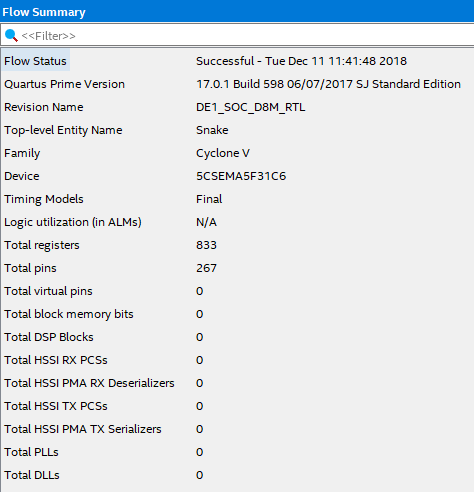 Flow Summary
<<Filter>>
Flow Status Successful - Tue Dec 11 11:41:48 2018
Quartus Prime Version 17.0.1 Build 598 06/07/2017 SJ Standard Edition
Revision Name DE1_SOC_D8M_RTL
Top-level Entity Name Snake
Family Cyclone V
Device 5CSEMA5F31C6
Timing Models Final
Logic utilization (in ALMs) N/A
Total registers 833
Total pins 267
Total virtual pins 0
Total block memory bits 0
Total DSP Blocks 0
Total HSSI RX PCSs 0
Total HSSI PMA RX Deserializers 0
Total HSSI TX PCSs 0
Total HSSI PMA TX Serializers 0
Total PLLs 0
Total DLLs 0